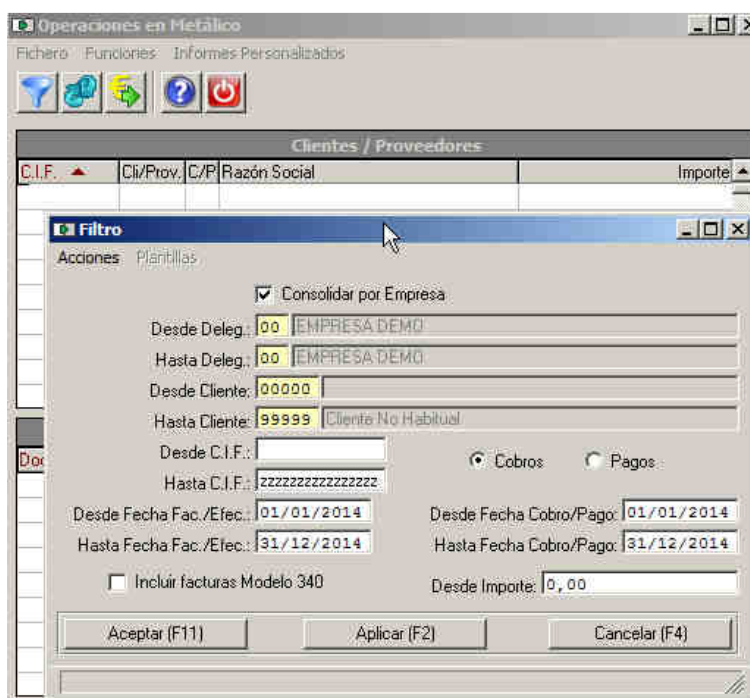 Operaciones en Metálico
Fichero Funciones Informes Personalizados
Clientes / Proveedores
C.I.F. Cli/Prov. C/P Razón Social Importe
Filtro
Acciones Plantillas
Consolidar por Empresa
Desde Deleg.: 00 EMPRESA DEMO
Hasta Deleg.: 00 EMPRESA DEMO
Desde Cliente: 00000
Hasta Cliente: 99999 Cliente No Habitual
Desde C.I.F.:
Cobros Pagos
Hasta C.I.F.: zzzzzzzzzzzzzzzz
Desde Fecha Fac./Efec.: 01/01/2014 Desde Fecha Cobro/Pago: 01/01/2014
Hasta Fecha Fac./Efec.: 31/12/2014 Hasta Fecha Cobro/Pago: 31/12/2014
Incluir facturas Modelo 340 Desde Importe: 0,00
Aceptar (F11) Aplicar (F2) Cancelar (F4)